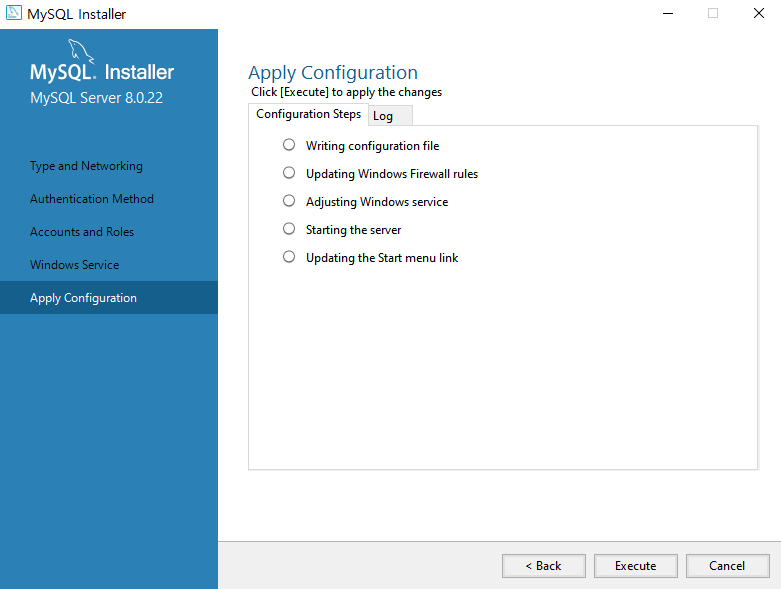 MySQL Installer
MySQL. Installer
MySQL Server 8.0.22
Type and Networking
Authentication Method
Accounts and Roles
Windows Service
Apply Configuration
Apply Configuration
Click [Execute] to apply the changes
Configuration Steps Log
Writing configuration file
Updating Windows Firewall rules
Adjusting Windows service
Starting the server
Updating the Start menu link
< Back Execute Cancel